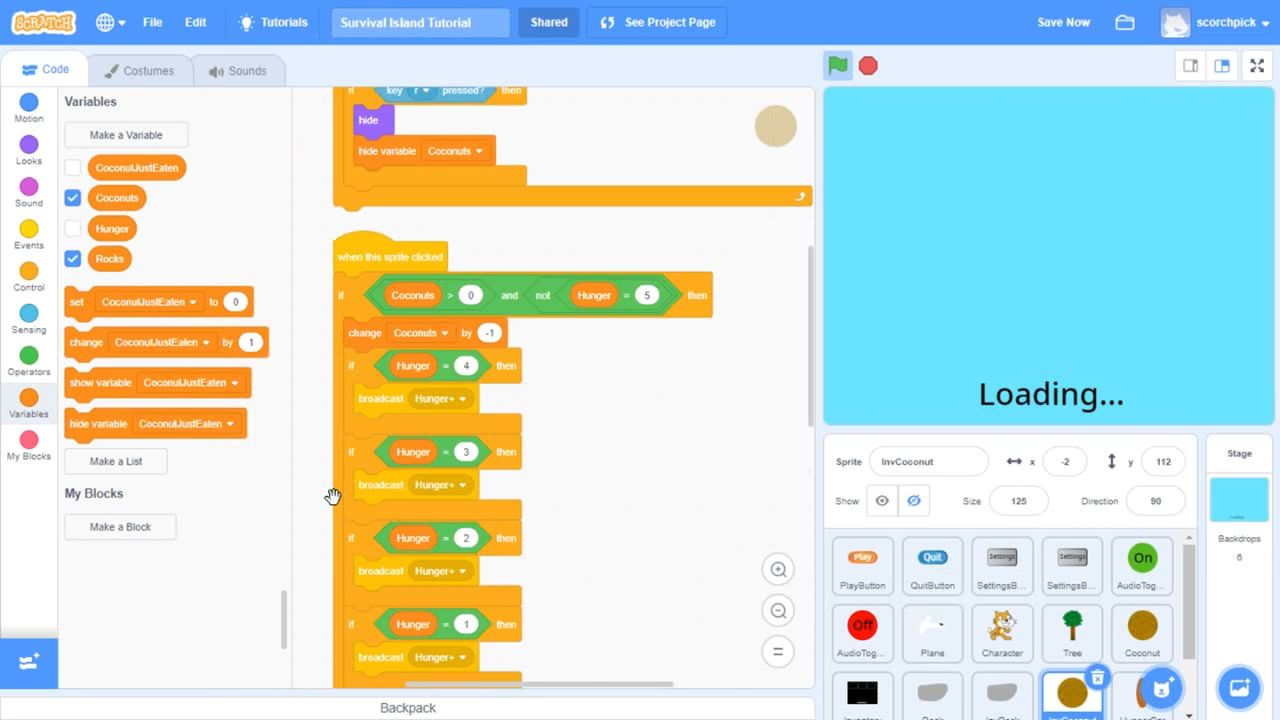 SCRATCH File Edit Tutorials Survival Island Tutorial Shared See Project Page Save Now scorchpick
Code Costumes Sounds
Motion
Looks
Sound
Events
Control
Sensing
Operators
Variables
My Blocks
Variables
Make a Variable
CoconutJustEaten
Coconuts
Hunger
Rocks
set CoconutJustEaten to 0
change CoconutJustEaten by 1
show variable CoconutJustEaten
hide variable CoconutJustEaten
Make a List
My Blocks
Make a Block
if key r pressed? then
hide
hide variable Coconuts
when this sprite clicked
if Coconuts > 0 and not Hunger = 5 then
change Coconuts by -1
if Hunger = 4 then
broadcast Hunger+
if Hunger = 3 then
broadcast Hunger+
if Hunger = 2 then
broadcast Hunger+
if Hunger = 1 then
broadcast Hunger+
Backpack
Loading...
Sprite InvCoconut x -2 y 112
Show Size 125 Direction 90
Play Quit Settings Settings On
PlayButton QuitButton SettingsB... SettingsB... AudioTog...
Off
AudioTog... Plane Character Tree Coconut
Stage
Backdrops
6